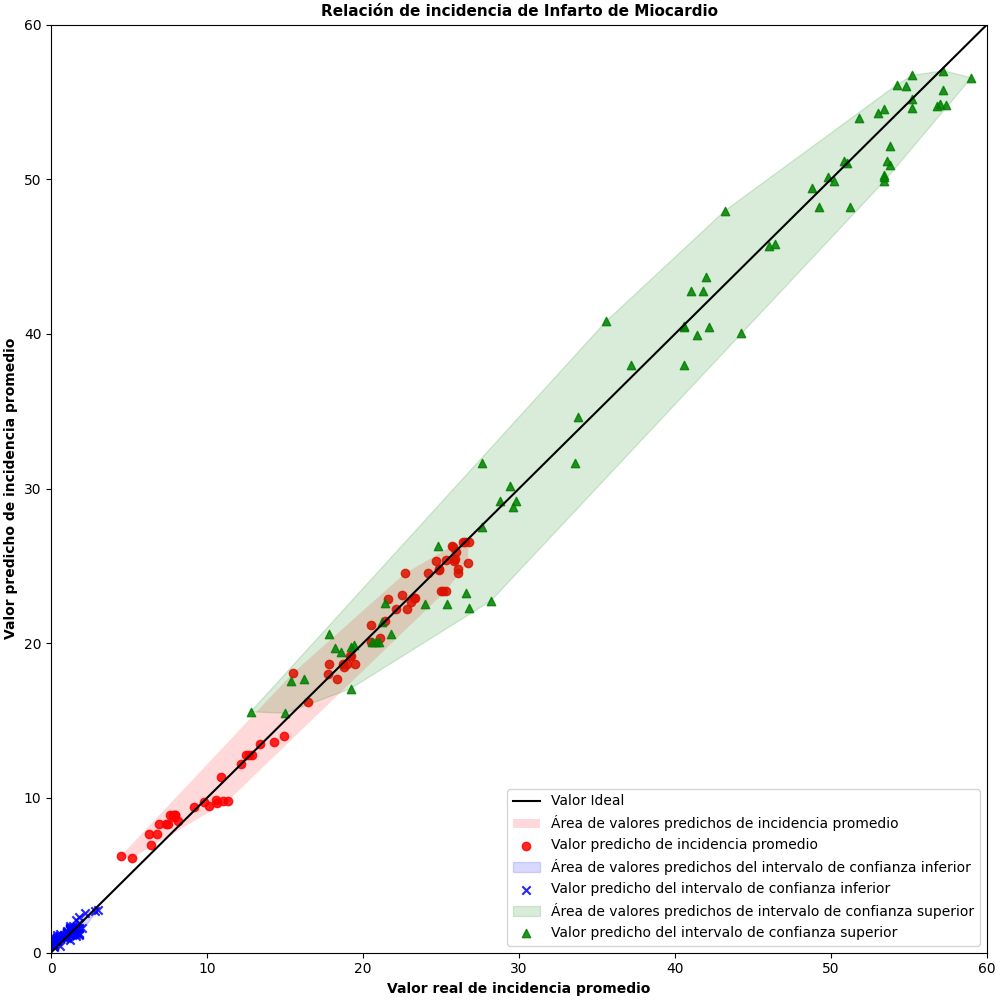 Relación de incidencia de Infarto de Miocardio
Valor predicho de incidencia promedio
60
50
40
30
20
10
0
Valor Ideal
Área de valores predichos de incidencia promedio
Valor predicho de incidencia promedio
Área de valores predichos del intervalo de confianza inferior
Valor predicho del intervalo de confianza inferior
Área de valores predichos de intervalo de confianza superior
Valor predicho del intervalo de confianza superior
0 10 20 30 40 50 60
Valor real de incidencia promedio